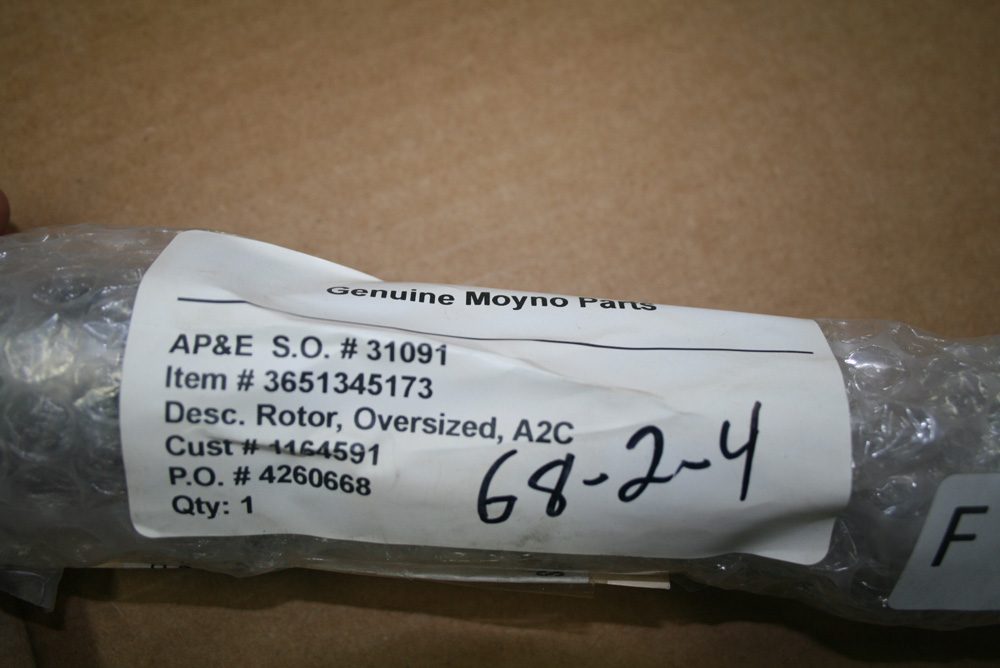 Genuine Moyno Parts
AP&E S.O. # 31091
Item # 3651345173
Desc. Rotor, Oversized, A2C
Cust # 1164591
P.O. # 4260668
Qty: 1
68-2-4
F